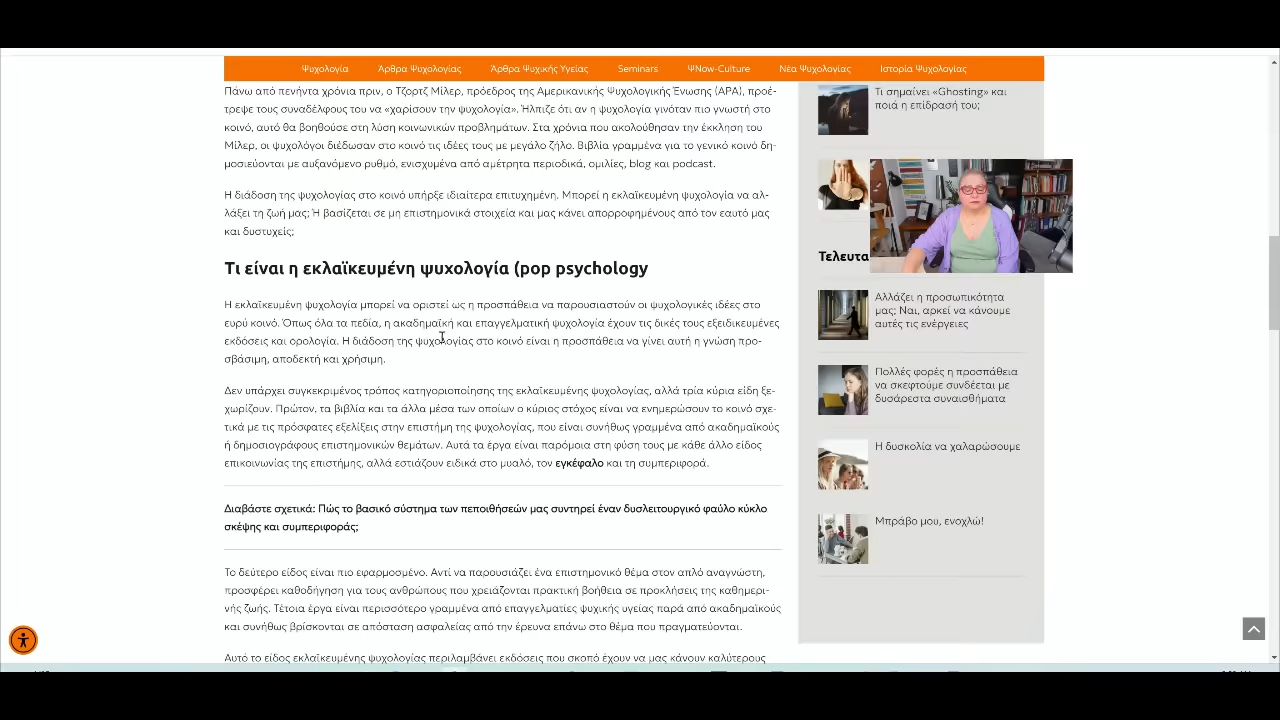 Ψυχολογία Άρθρα Ψυχολογίας Άρθρα Ψυχικής Υγείας Seminars ΨNow-Culture Νέα Ψυχολογίας Ιστορία Ψυχολογίας
Πάνω από πενήντα χρόνια πριν, ο Τζορτζ Μίλερ, πρόεδρος της Αμερικανικής Ψυχολογικής Ένωσης (APA), προέ-
τρεψε τους συναδέλφους του να «χαρίσουν την ψυχολογία». Ήλπιζε ότι αν η ψυχολογία γινόταν πιο γνωστή στο
κοινό, αυτό θα βοηθούσε στη λύση κοινωνικών προβλημάτων. Στα χρόνια που ακολούθησαν την έκκληση του
Μίλερ, οι ψυχολόγοι διέδωσαν στο κοινό τις ιδέες τους με μεγάλο ζήλο. Βιβλία γραμμένα για το γενικό κοινό δη-
μοσιεύονται με αυξανόμενο ρυθμό, ενισχυμένα από αμέτρητα περιοδικά, ομιλίες, blog και podcast.
Η διάδοση της ψυχολογίας στο κοινό υπήρξε ιδιαίτερα επιτυχημένη. Μπορεί η εκλαϊκευμένη ψυχολογία να αλ-
λάξει τη ζωή μας; Ή βασίζεται σε μη επιστημονικά στοιχεία και μας κάνει απορροφημένους από τον εαυτό μας
και δυστυχείς;
Τι είναι η εκλαϊκευμένη ψυχολογία (pop psychology
Η εκλαϊκευμένη ψυχολογία μπορεί να οριστεί ως η προσπάθεια να παρουσιαστούν οι ψυχολογικές ιδέες στο
ευρύ κοινό. Όπως όλα τα πεδία, η ακαδημαϊκή και επαγγελματική ψυχολογία έχουν τις δικές τους εξειδικευμένες
εκδόσεις και ορολογία. Η διάδοση της ψυχολογίας στο κοινό είναι η προσπάθεια να γίνει αυτή η γνώση προ-
σβάσιμη, αποδεκτή και χρήσιμη.
Δεν υπάρχει συγκεκριμένος τρόπος κατηγοριοποίησης της εκλαϊκευμένης ψυχολογίας, αλλά τρία κύρια είδη ξε-
χωρίζουν. Πρώτον, τα βιβλία και τα άλλα μέσα των οποίων ο κύριος στόχος είναι να ενημερώσουν το κοινό σχε-
τικά με τις πρόσφατες εξελίξεις στην επιστήμη της ψυχολογίας, που είναι συνήθως γραμμένα από ακαδημαϊκούς
ή δημοσιογράφους επιστημονικών θεμάτων. Αυτά τα έργα είναι παρόμοια στη φύση τους με κάθε άλλο είδος
επικοινωνίας της επιστήμης, αλλά εστιάζουν ειδικά στο μυαλό, τον εγκέφαλο και τη συμπεριφορά.
Διαβάστε σχετικά: Πώς το βασικό σύστημα των πεποιθήσεών μας συντηρεί έναν δυσλειτουργικό φαύλο κύκλο
σκέψης και συμπεριφοράς;
Το δεύτερο είδος είναι πιο εφαρμοσμένο. Αντί να παρουσιάζει ένα επιστημονικό θέμα στον απλό αναγνώστη,
προσφέρει καθοδήγηση για τους ανθρώπους που χρειάζονται πρακτική βοήθεια σε προκλήσεις της καθημερι-
νής ζωής. Τέτοια έργα είναι περισσότερο γραμμένα από επαγγελματίες ψυχικής υγείας παρά από ακαδημαϊκούς
και συνήθως βρίσκονται σε απόσταση ασφαλείας από την έρευνα επάνω στο θέμα που πραγματεύονται.
Αυτό το είδος εκλαϊκευμένης ψυχολογίας περιλαμβάνει εκδόσεις που σκοπό έχουν να μας κάνουν καλύτερους
Τι σημαίνει «Ghosting» και
ποιά η επίδρασή του;
Τελευτα
Αλλάζει η προσωπικότητα
μας; Ναι, αρκεί να κάνουμε
αυτές τις ενέργειες
Πολλές φορές η προσπάθεια
να σκεφτούμε συνδέεται με
δυσάρεστα συναισθήματα
Η δυσκολία να χαλαρώσουμε
Μπράβο μου, ενοχλώ!